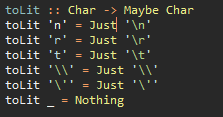 toLit :: Char -> Maybe Char
toLit 'n' = Just '\n'
toLit 'r' = Just '\r'
toLit 't' = Just '\t'
toLit '\\' = Just '\\'
toLit '\'' = Just '\''
toLit _ = Nothing